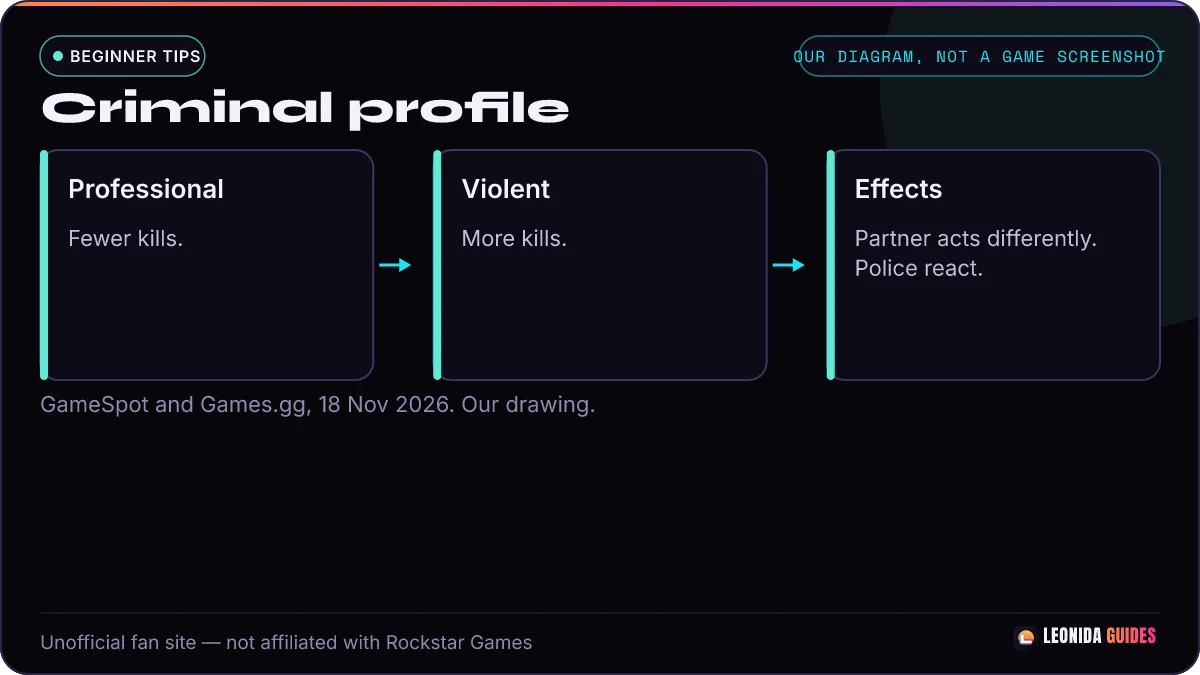 BEGINNER TIPS
OUR DIAGRAM, NOT A GAME SCREENSHOT
Criminal profile
Professional
Fewer kills.
Violent
More kills.
Effects
Partner acts differently.
Police react.
GameSpot and Games.gg, 18 Nov 2026. Our drawing.
Unofficial fan site — not affiliated with Rockstar Games
LEONIDA GUIDES